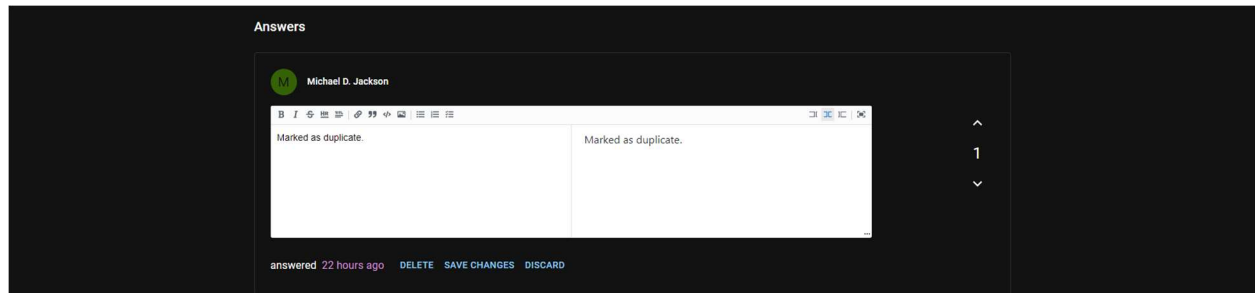 Answers
M
Michael D. Jackson
Marked as duplicate.
Marked as duplicate.
1
answered 22 hours ago DELETE SAVE CHANGES DISCARD